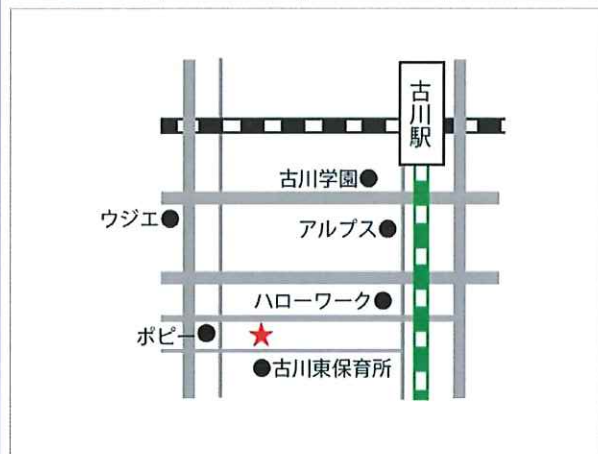 古川駅
古川学園
ウジエ
アルプス
ハローワーク
ポピー
古川東保育所